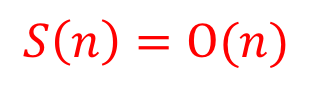 S(n) = O(n)